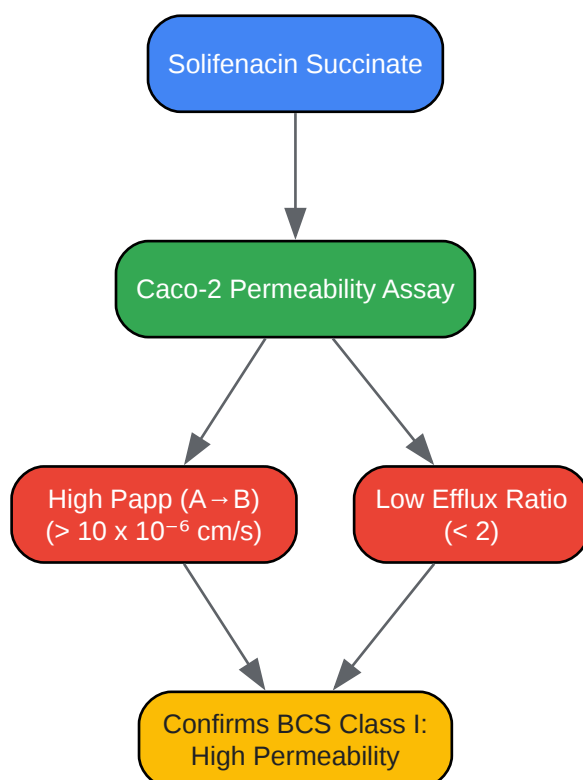 Solifenacin Succinate
Caco-2 Permeability Assay
High Papp (A→B)
(> 10 x 10⁻⁶ cm/s)
Low Efflux Ratio
(< 2)
Confirms BCS Class I:
High Permeability